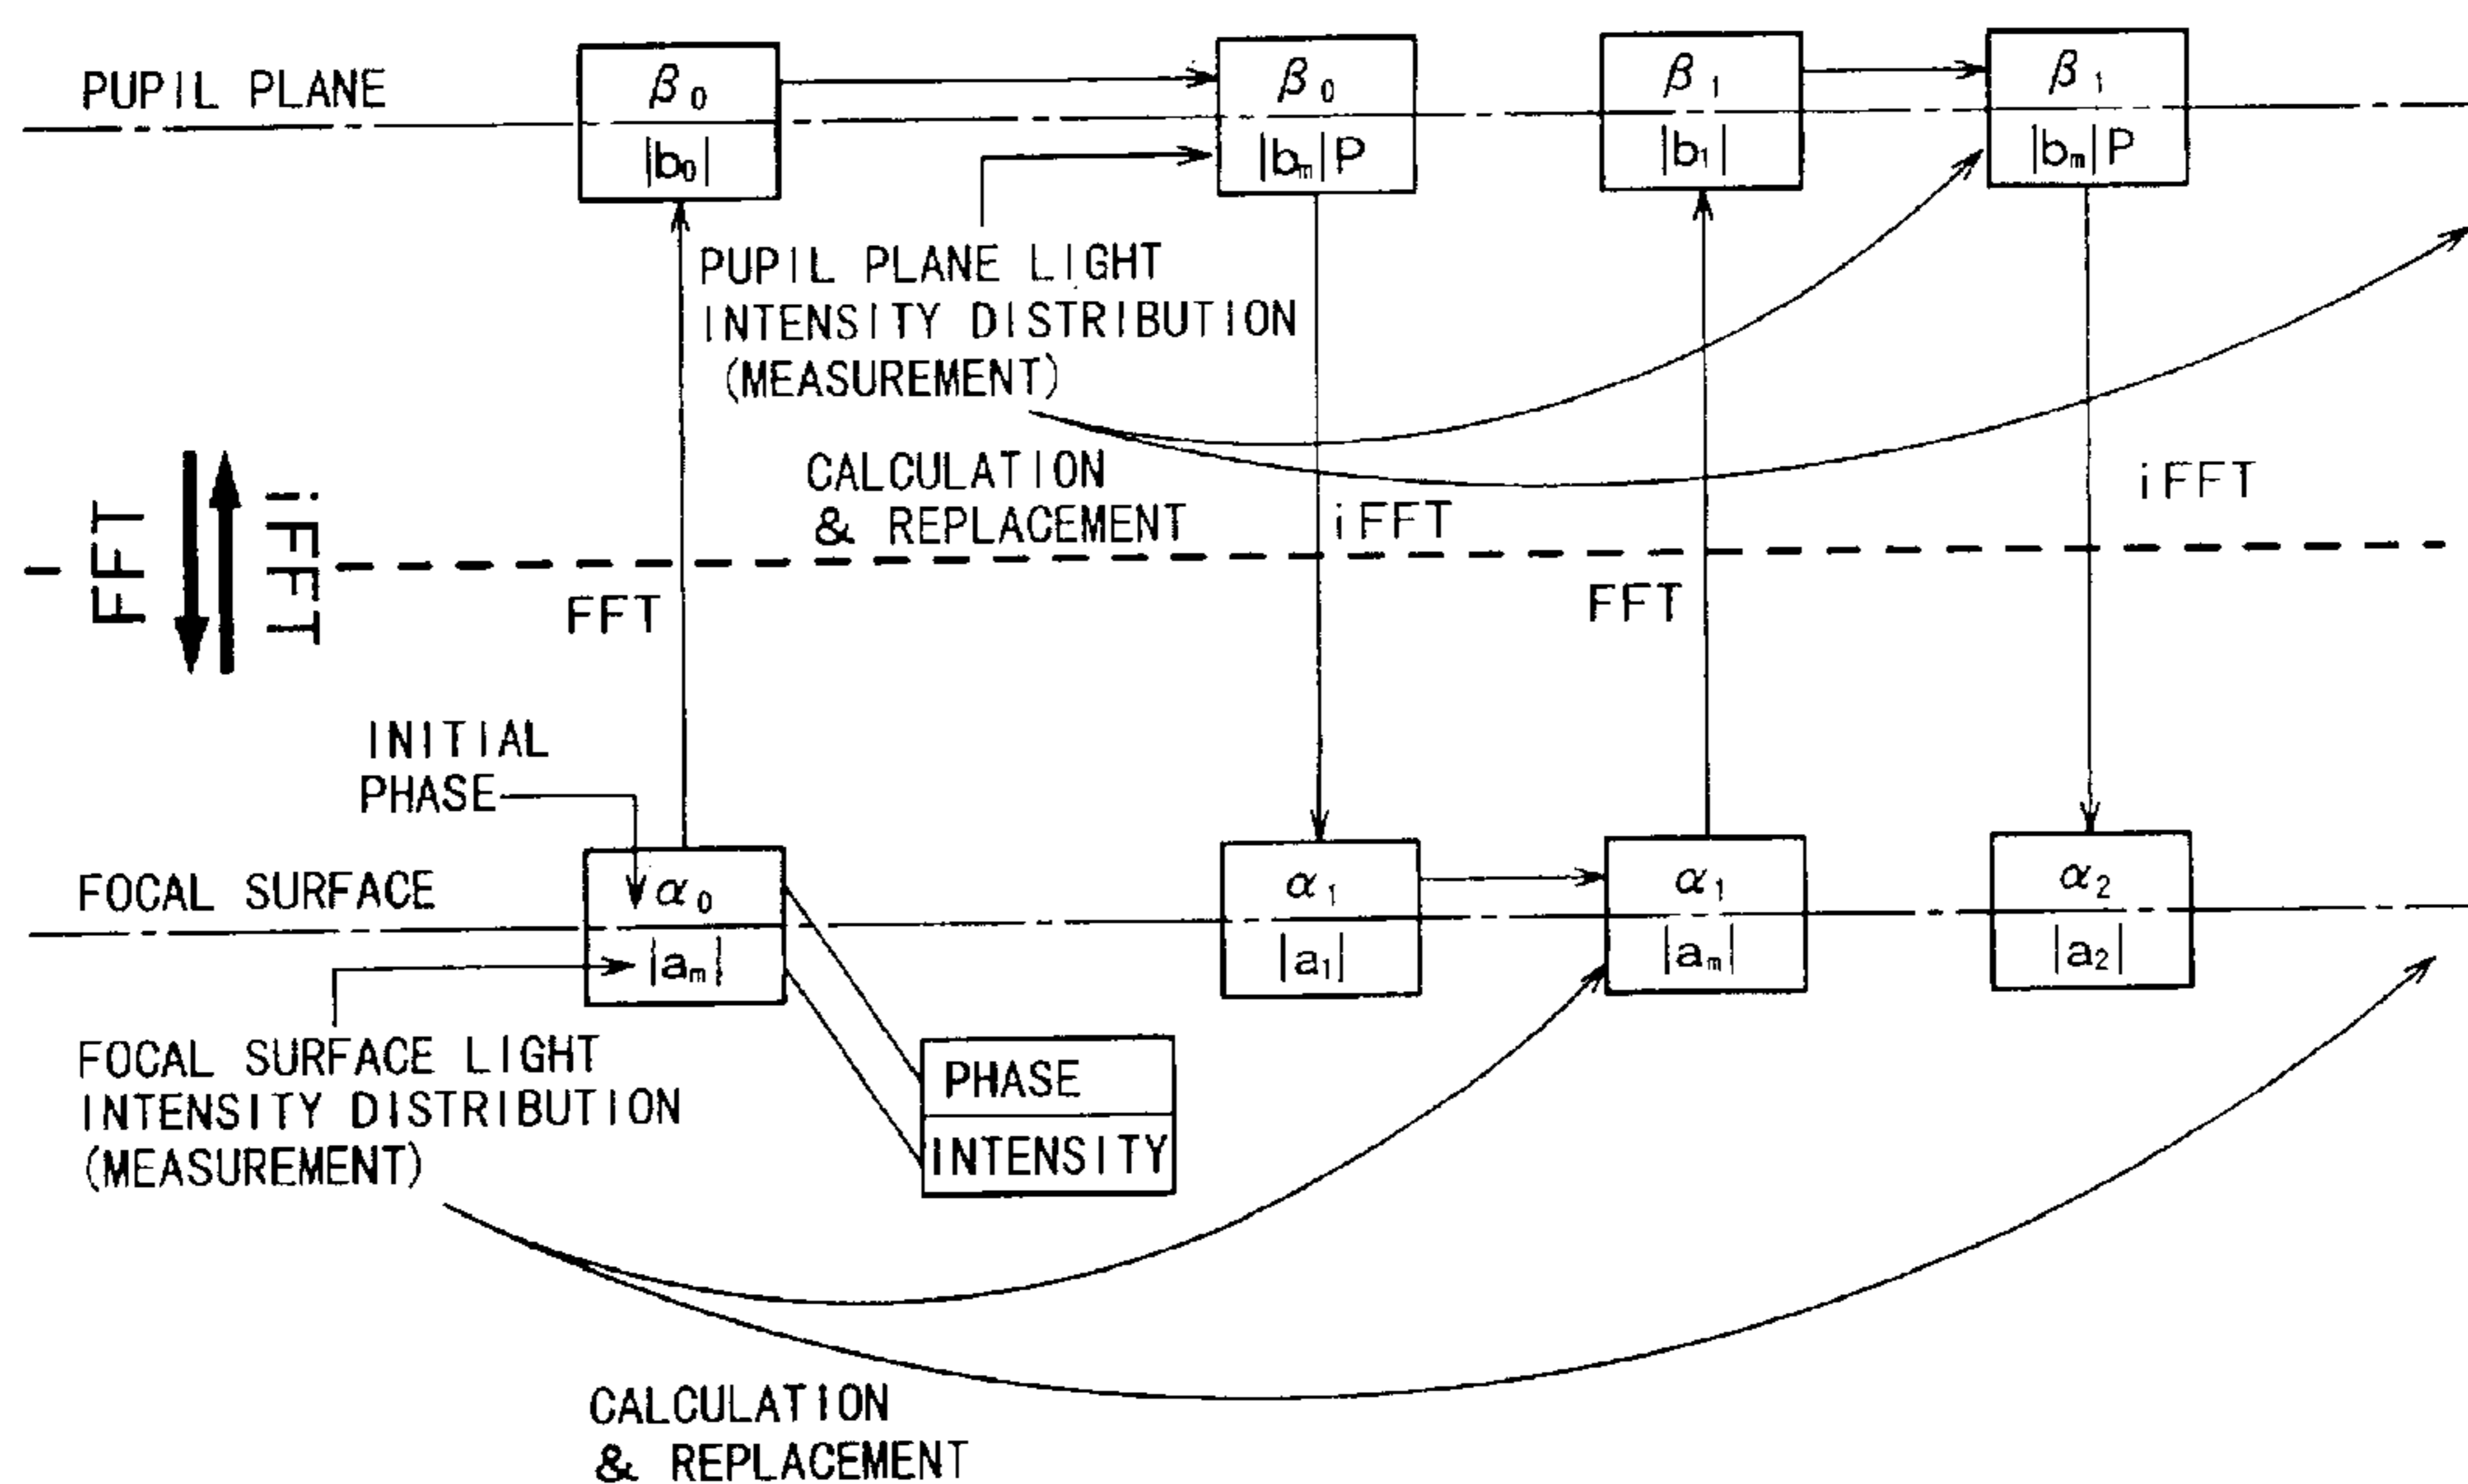 PUPIL PLANE
β₀
|b₀|
β₀
|bₘ|P
β₁
|b₁|
β₁
|bₘ|P
PUPIL PLANE LIGHT
INTENSITY DISTRIBUTION
(MEASUREMENT)
CALCULATION
& REPLACEMENT
iFFT
iFFT
FFT
iFFT
FFT
FFT
INITIAL
PHASE
FOCAL SURFACE
α₀
|aₘ|
α₁
|a₁|
α₁
|aₘ|
α₂
|a₂|
FOCAL SURFACE LIGHT
INTENSITY DISTRIBUTION
(MEASUREMENT)
PHASE
INTENSITY
CALCULATION
& REPLACEMENT